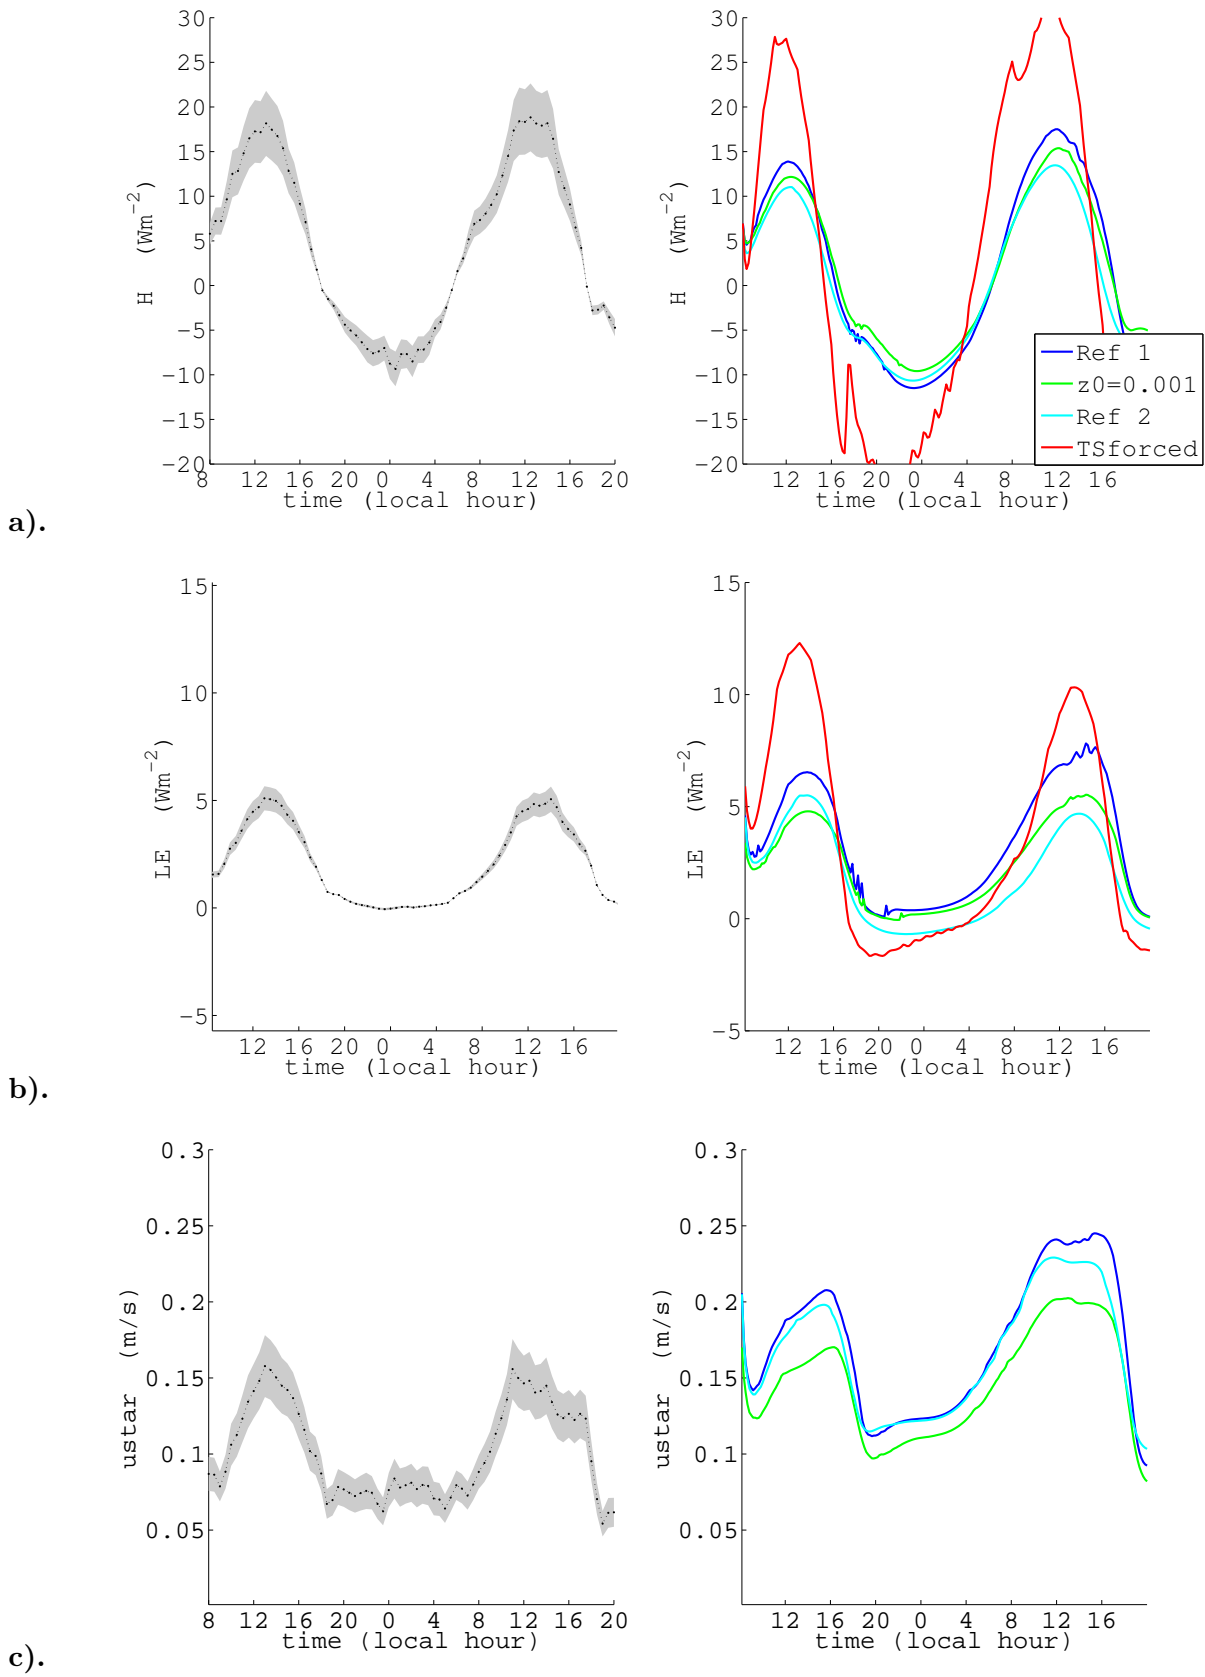 30
25
20
15
10
5
0
−5
−10
−15
−20
H (Wm⁻²)
8 12 16 20 0 4 8 12 16 20
time (local hour)
30
25
20
15
10
5
0
−5
−10
−15
−20
H (Wm⁻²)
12 16 20 0 4 8 12 16
time (local hour)
Ref 1
z0=0.001
Ref 2
TSforced
a).
15
10
5
0
−5
LE (Wm⁻²)
12 16 20 0 4 8 12 16
time (local hour)
15
10
5
0
−5
LE (Wm⁻²)
12 16 20 0 4 8 12 16
time (local hour)
b).
0.3
0.25
0.2
0.15
0.1
0.05
ustar (m/s)
8 12 16 20 0 4 8 12 16 20
time (local hour)
0.3
0.25
0.2
0.15
0.1
0.05
ustar (m/s)
12 16 20 0 4 8 12 16
time (local hour)
c).